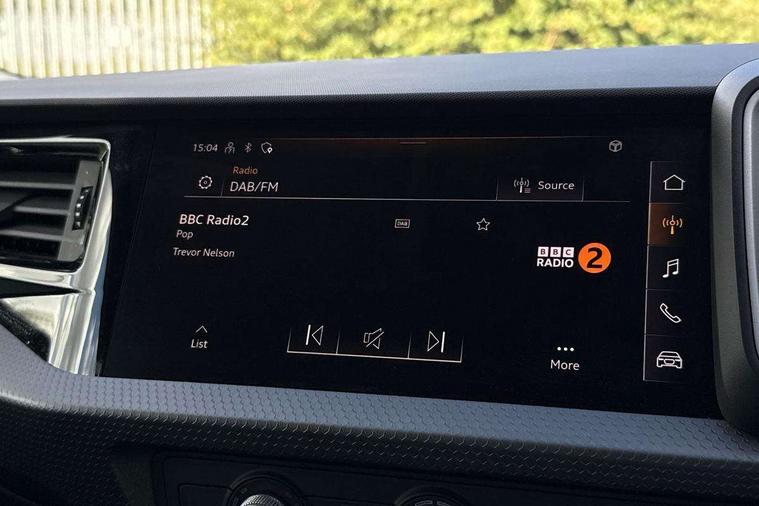 15:04
Radio
DAB/FM
Source
BBC Radio2
DAB
Pop
Trevor Nelson
BBC
RADIO 2
List
More